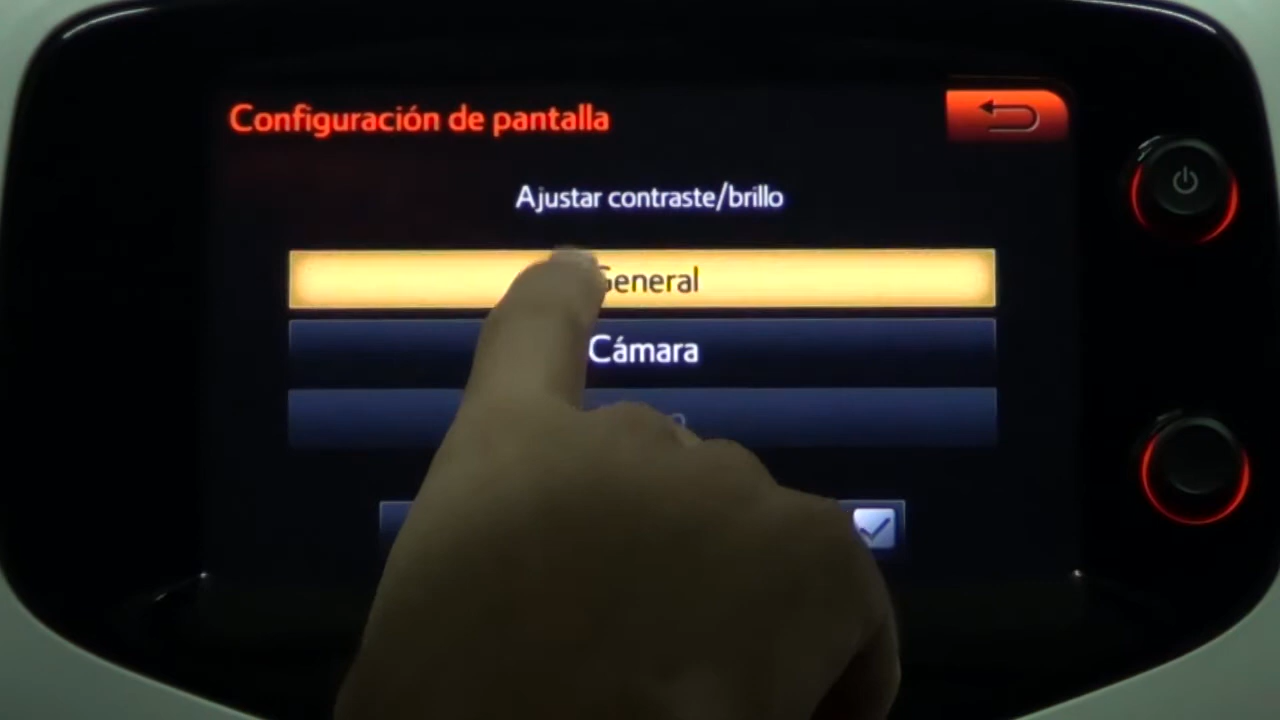 Configuración de pantalla
Ajustar contraste/brillo
General
Cámara